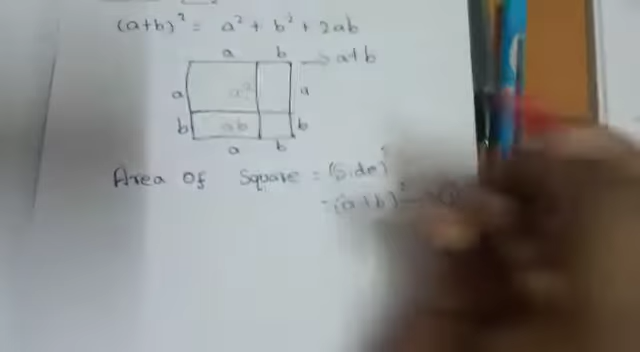 (a+b)² = a² + b² + 2ab
a b → a+b
a a² a
b ab b
a b
Area of Square = (Side)²
= (a+b)²